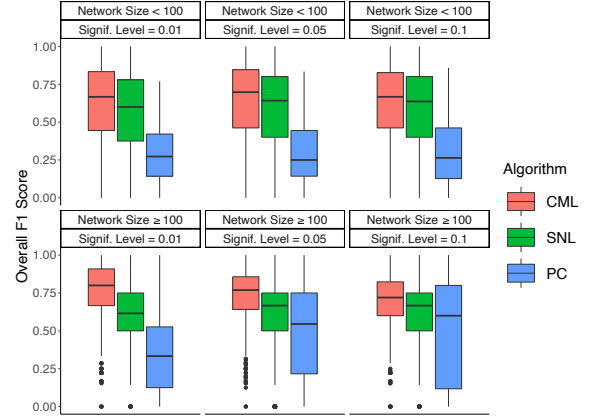 Network Size < 100
Network Size < 100
Network Size < 100
Signif. Level = 0.01
Signif. Level = 0.05
Signif. Level = 0.1
1.00
0.75
0.50
0.25
0.00
Overall F1 Score
Network Size ≥ 100
Network Size ≥ 100
Network Size ≥ 100
Signif. Level = 0.01
Signif. Level = 0.05
Signif. Level = 0.1
1.00
0.75
0.50
0.25
0.00
Algorithm
CML
SNL
PC